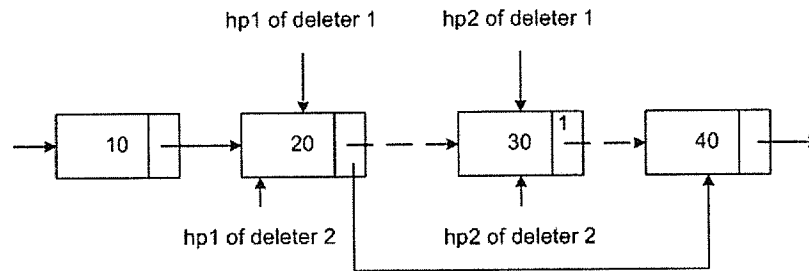 hp1 of deleter 1
hp2 of deleter 1
10
20
30
1
40
hp1 of deleter 2
hp2 of deleter 2